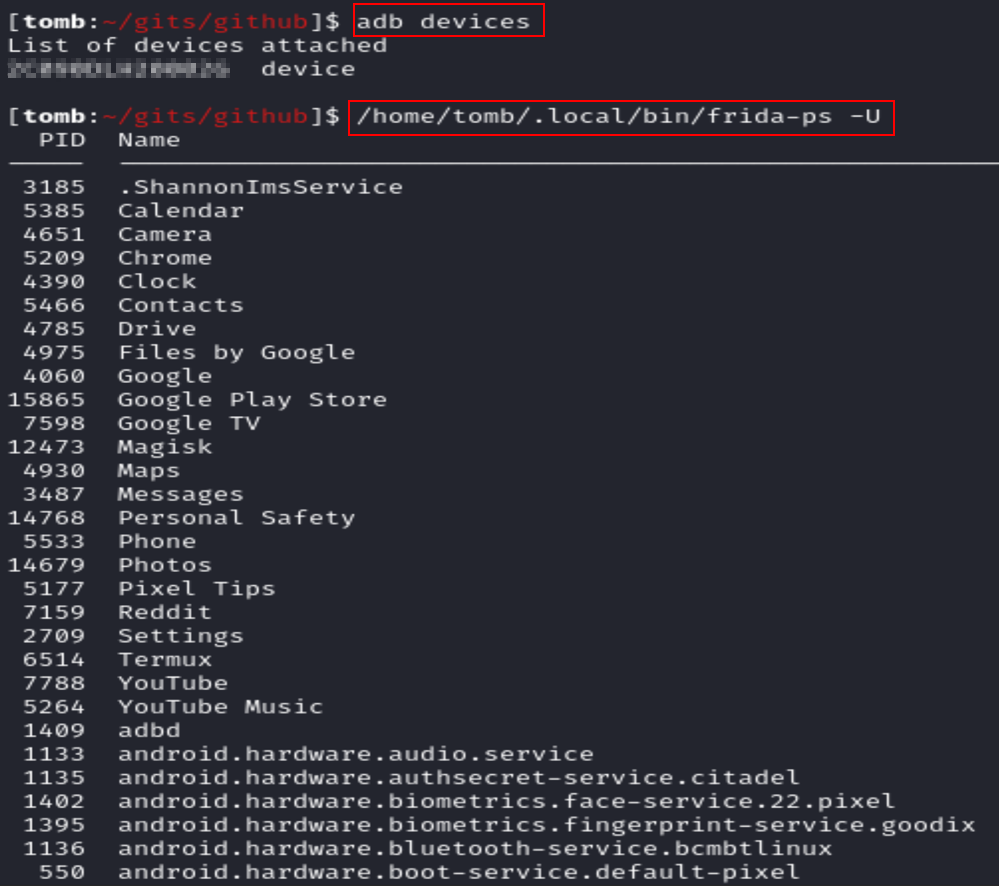 [tomb:~/gits/github]$ adb devices
List of devices attached
device
[tomb:~/gits/github]$ /home/tomb/.local/bin/frida-ps -U
PID Name
3185 .ShannonImsService
5385 Calendar
4651 Camera
5209 Chrome
4390 Clock
5466 Contacts
4785 Drive
4975 Files by Google
4060 Google
15865 Google Play Store
7598 Google TV
12473 Magisk
4930 Maps
3487 Messages
14768 Personal Safety
5533 Phone
14679 Photos
5177 Pixel Tips
7159 Reddit
2709 Settings
6514 Termux
7788 YouTube
5264 YouTube Music
1409 adbd
1133 android.hardware.audio.service
1135 android.hardware.authsecret-service.citadel
1402 android.hardware.biometrics.face-service.22.pixel
1395 android.hardware.biometrics.fingerprint-service.goodix
1136 android.hardware.bluetooth-service.bcmbtlinux
550 android.hardware.boot-service.default-pixel